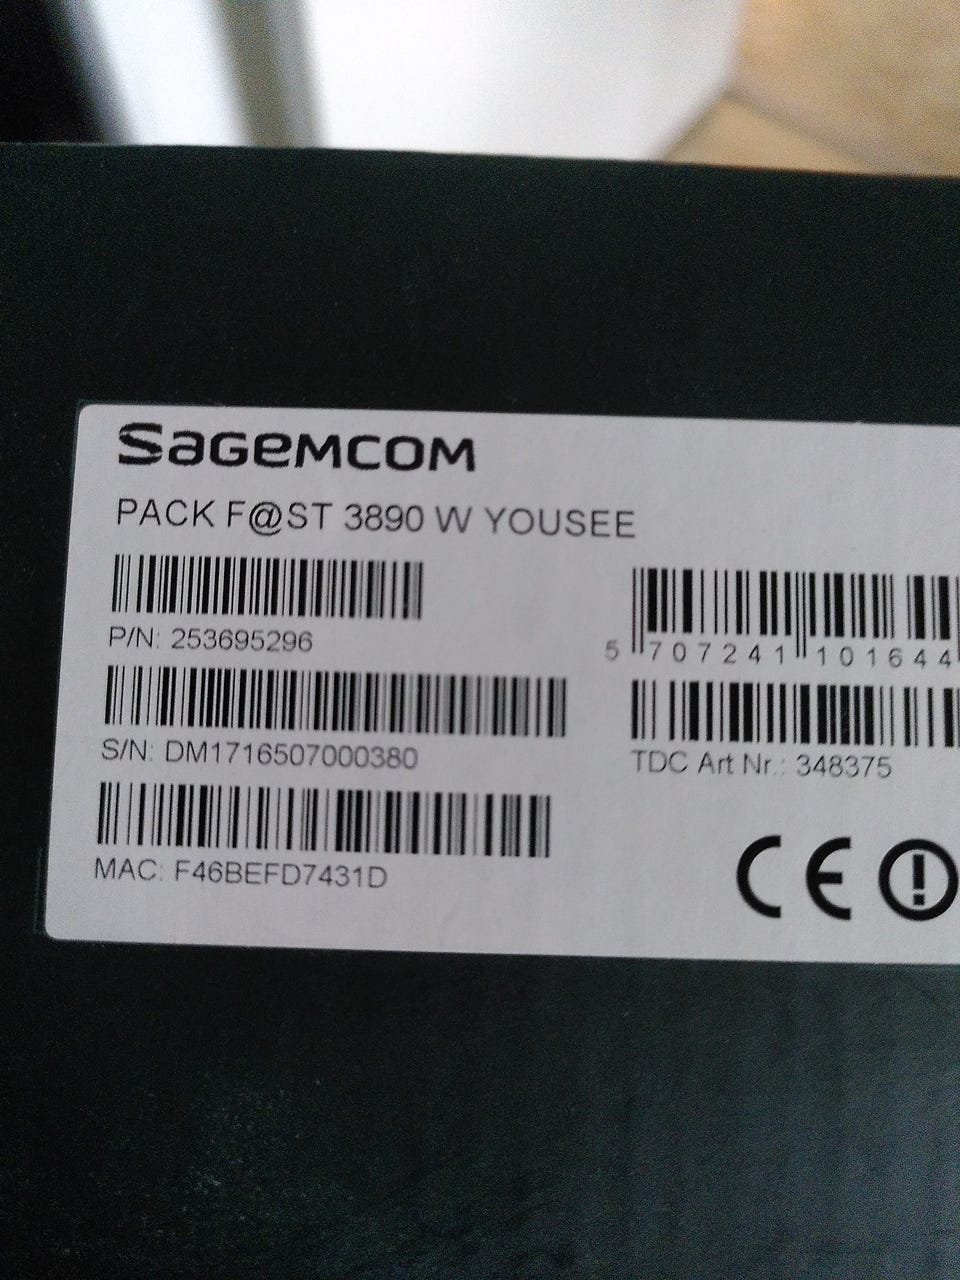 SAGEMCOM
PACK F@ST 3890 W YOUSEE
P/N: 253695296
S/N: DM1716507000380
MAC: F46BEFD7431D
5 707241 101644
TDC Art Nr.: 348375
CE